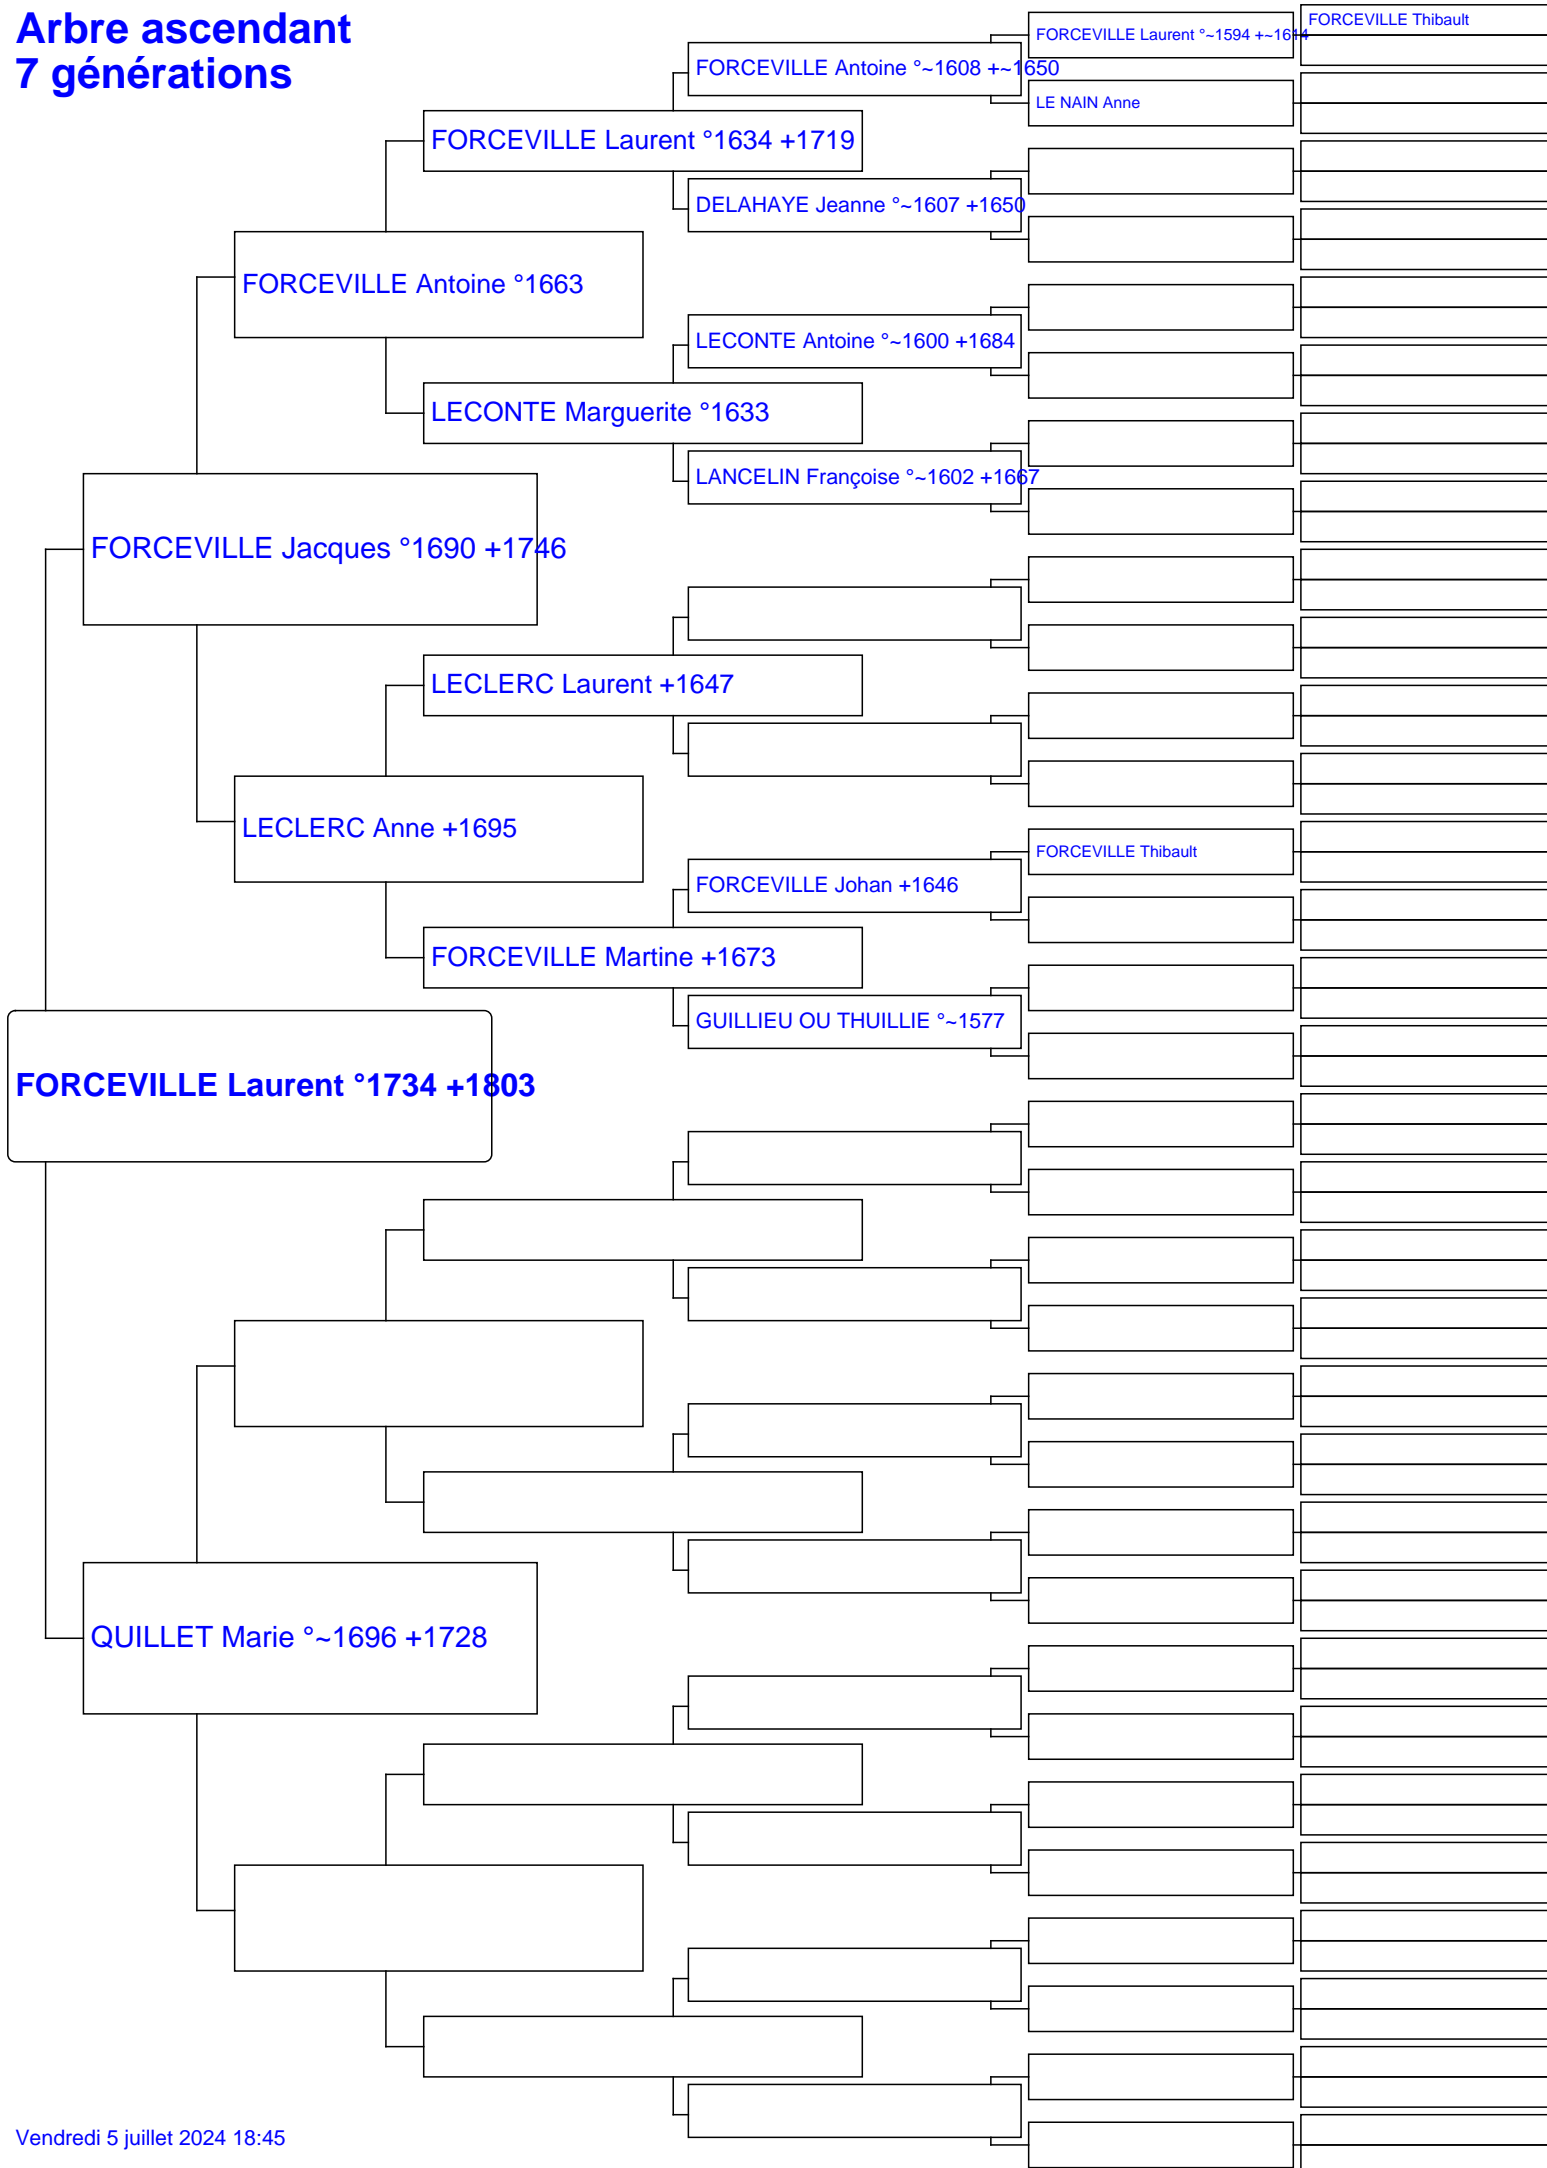 Arbre ascendant
7 générations
FORCEVILLE Thibault
FORCEVILLE Laurent °~1594 +~1614
FORCEVILLE Antoine °~1608 +~1650
LE NAIN Anne
FORCEVILLE Laurent °1634 +1719
DELAHAYE Jeanne °~1607 +1650
FORCEVILLE Antoine °1663
LECONTE Antoine °~1600 +1684
LECONTE Marguerite °1633
LANCELIN Françoise °~1602 +1667
FORCEVILLE Jacques °1690 +1746
LECLERC Laurent +1647
LECLERC Anne +1695
FORCEVILLE Thibault
FORCEVILLE Johan +1646
FORCEVILLE Martine +1673
GUILLIEU OU THUILLIE °~1577
FORCEVILLE Laurent °1734 +1803
QUILLET Marie °~1696 +1728
Vendredi 5 juillet 2024 18:45